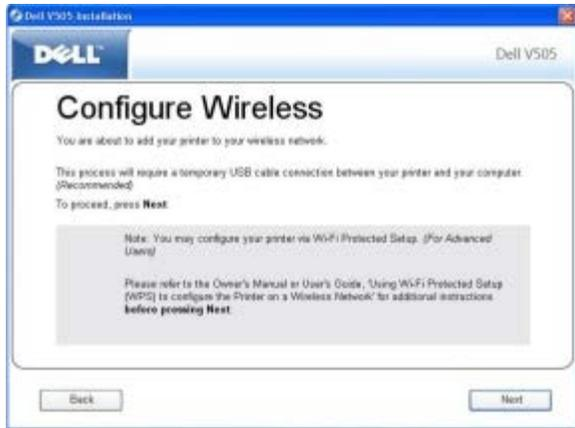 Dell V505 Installation
DELL
Dell V505
Configure Wireless
You are about to add your printer to your wireless network.
This process will require a temporary USB cable connection between your printer and your computer.
(Recommended)
To proceed, press Next.
Note: You may configure your printer via Wi-Fi Protected Setup. (For Advanced
Users)
Please refer to the Owner's Manual or User's Guide, 'Using Wi-Fi Protected Setup
(WPS) to configure the Printer on a Wireless Network' for additional instructions
before pressing Next.
Back
Next